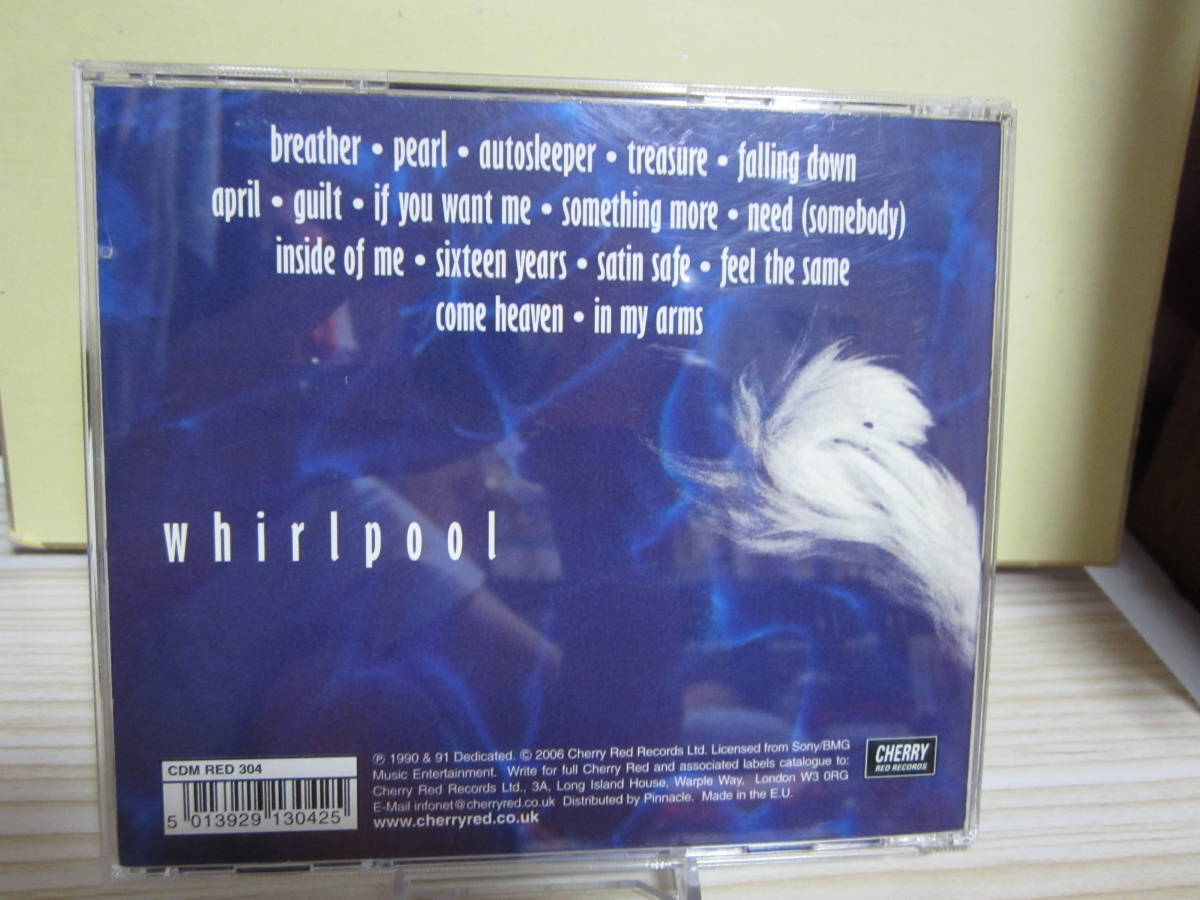 breather • pearl • autosleeper • treasure • falling down
april • guilt • if you want me • something more • need (somebody)
inside of me • sixteen years • satin safe • feel the same
come heaven • in my arms
whirlpool
CDM RED 304
5 013929 130425
℗ 1990 & 91 Dedicated. © 2006 Cherry Red Records Ltd. Licensed from Sony/BMG
Music Entertainment. Write for full Cherry Red and associated labels catalogue to:
Cherry Red Records Ltd., 3A, Long Island House, Warple Way, London W3 0RG
E-Mail infonet@cherryred.co.uk Distributed by Pinnacle. Made in the E.U.
www.cherryred.co.uk
CHERRY
RED RECORDS